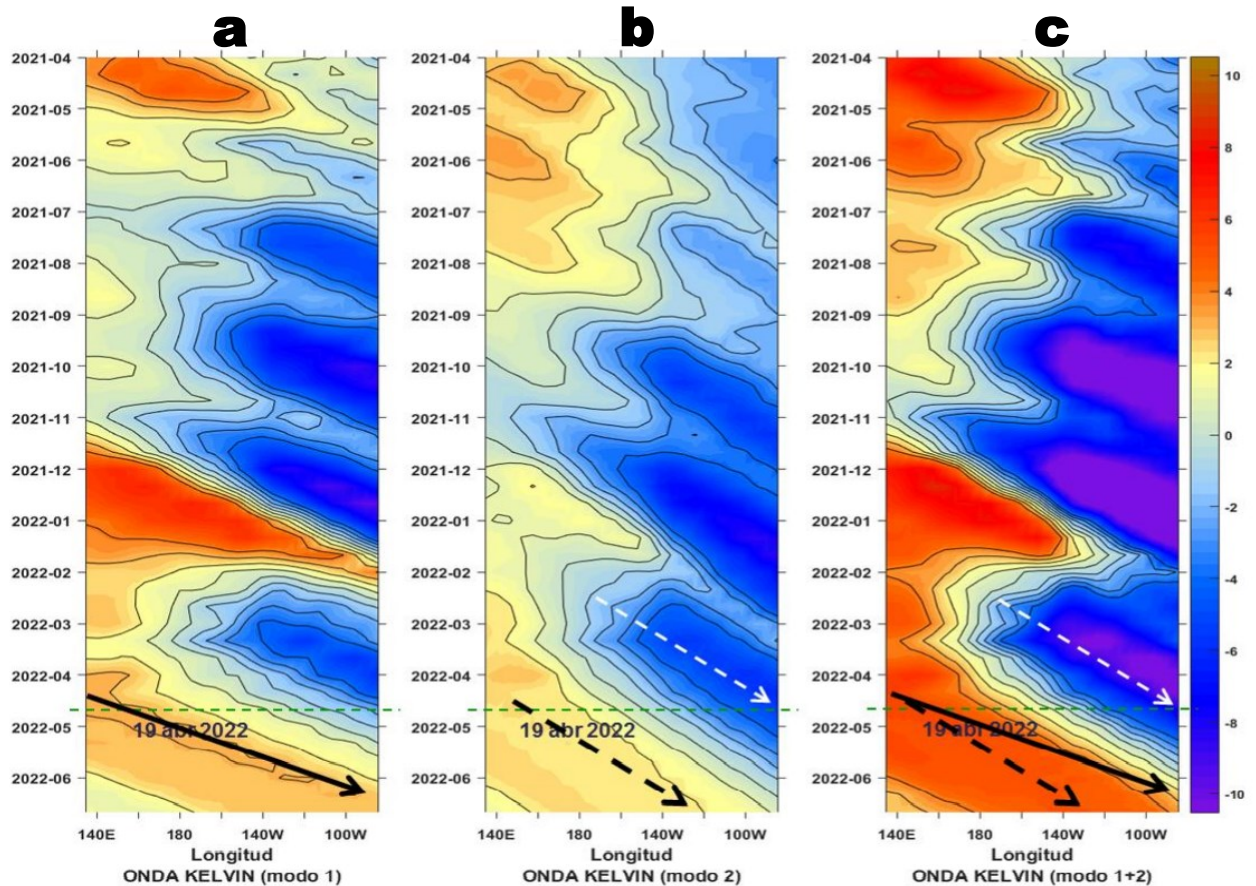 a b c
2021-04 2021-04 2021-04
10
2021-05 2021-05 2021-05
8
2021-06 2021-06 2021-06
6
2021-07 2021-07 2021-07
2021-08 2021-08 2021-08
4
2021-09 2021-09 2021-09
2
2021-10 2021-10 2021-10
0
2021-11 2021-11 2021-11
2021-12 2021-12 2021-12
-2
2022-01 2022-01 2022-01
-4
2022-02 2022-02 2022-02
-6
2022-03 2022-03 2022-03
2022-04 2022-04 2022-04
-8
2022-05 2022-05 2022-05
19 abr 2022 19 abr 2022 19 abr 2022
2022-06 2022-06 2022-06
-10
140E 180 140W 100W 140E 180 140W 100W 140E 180 140W 100W
Longitud Longitud Longitud
ONDA KELVIN (modo 1) ONDA KELVIN (modo 2) ONDA KELVIN (modo 1+2)